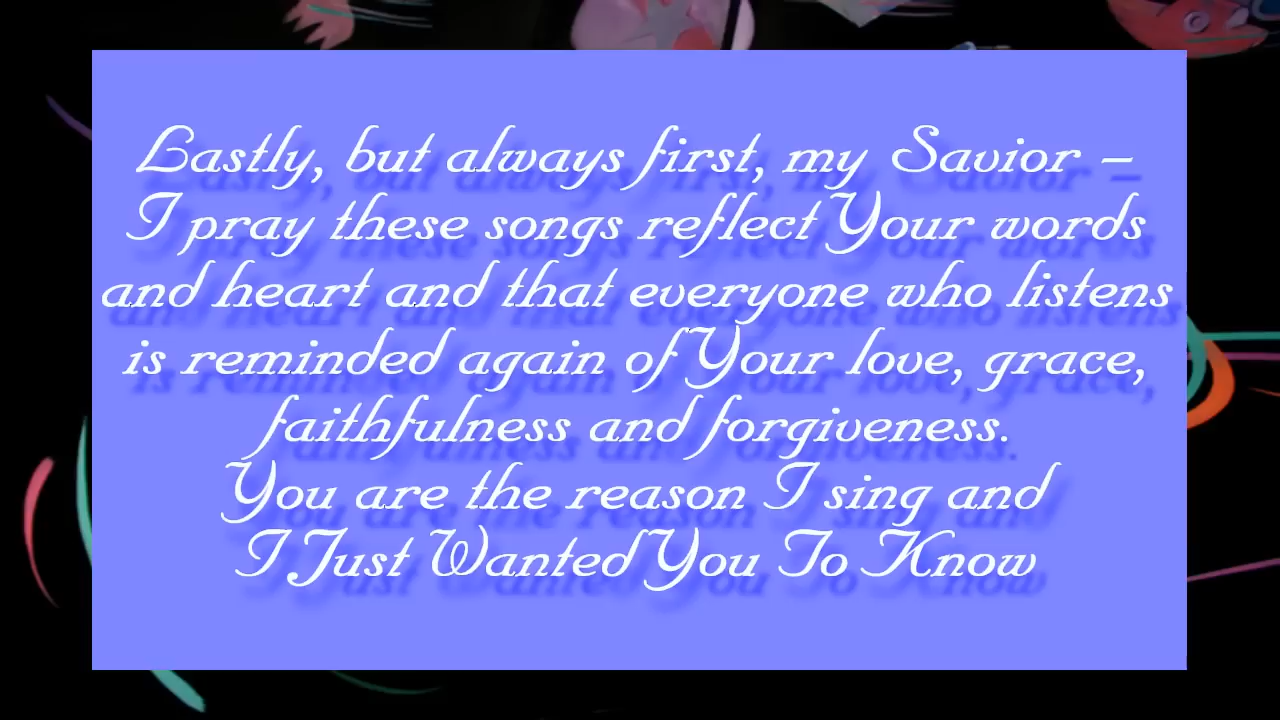 Lastly, but always first, my Savior –
I pray these songs reflect Your words
and heart and that everyone who listens
is reminded again of Your love, grace,
faithfulness and forgiveness.
You are the reason I sing and
I Just Wanted You To Know